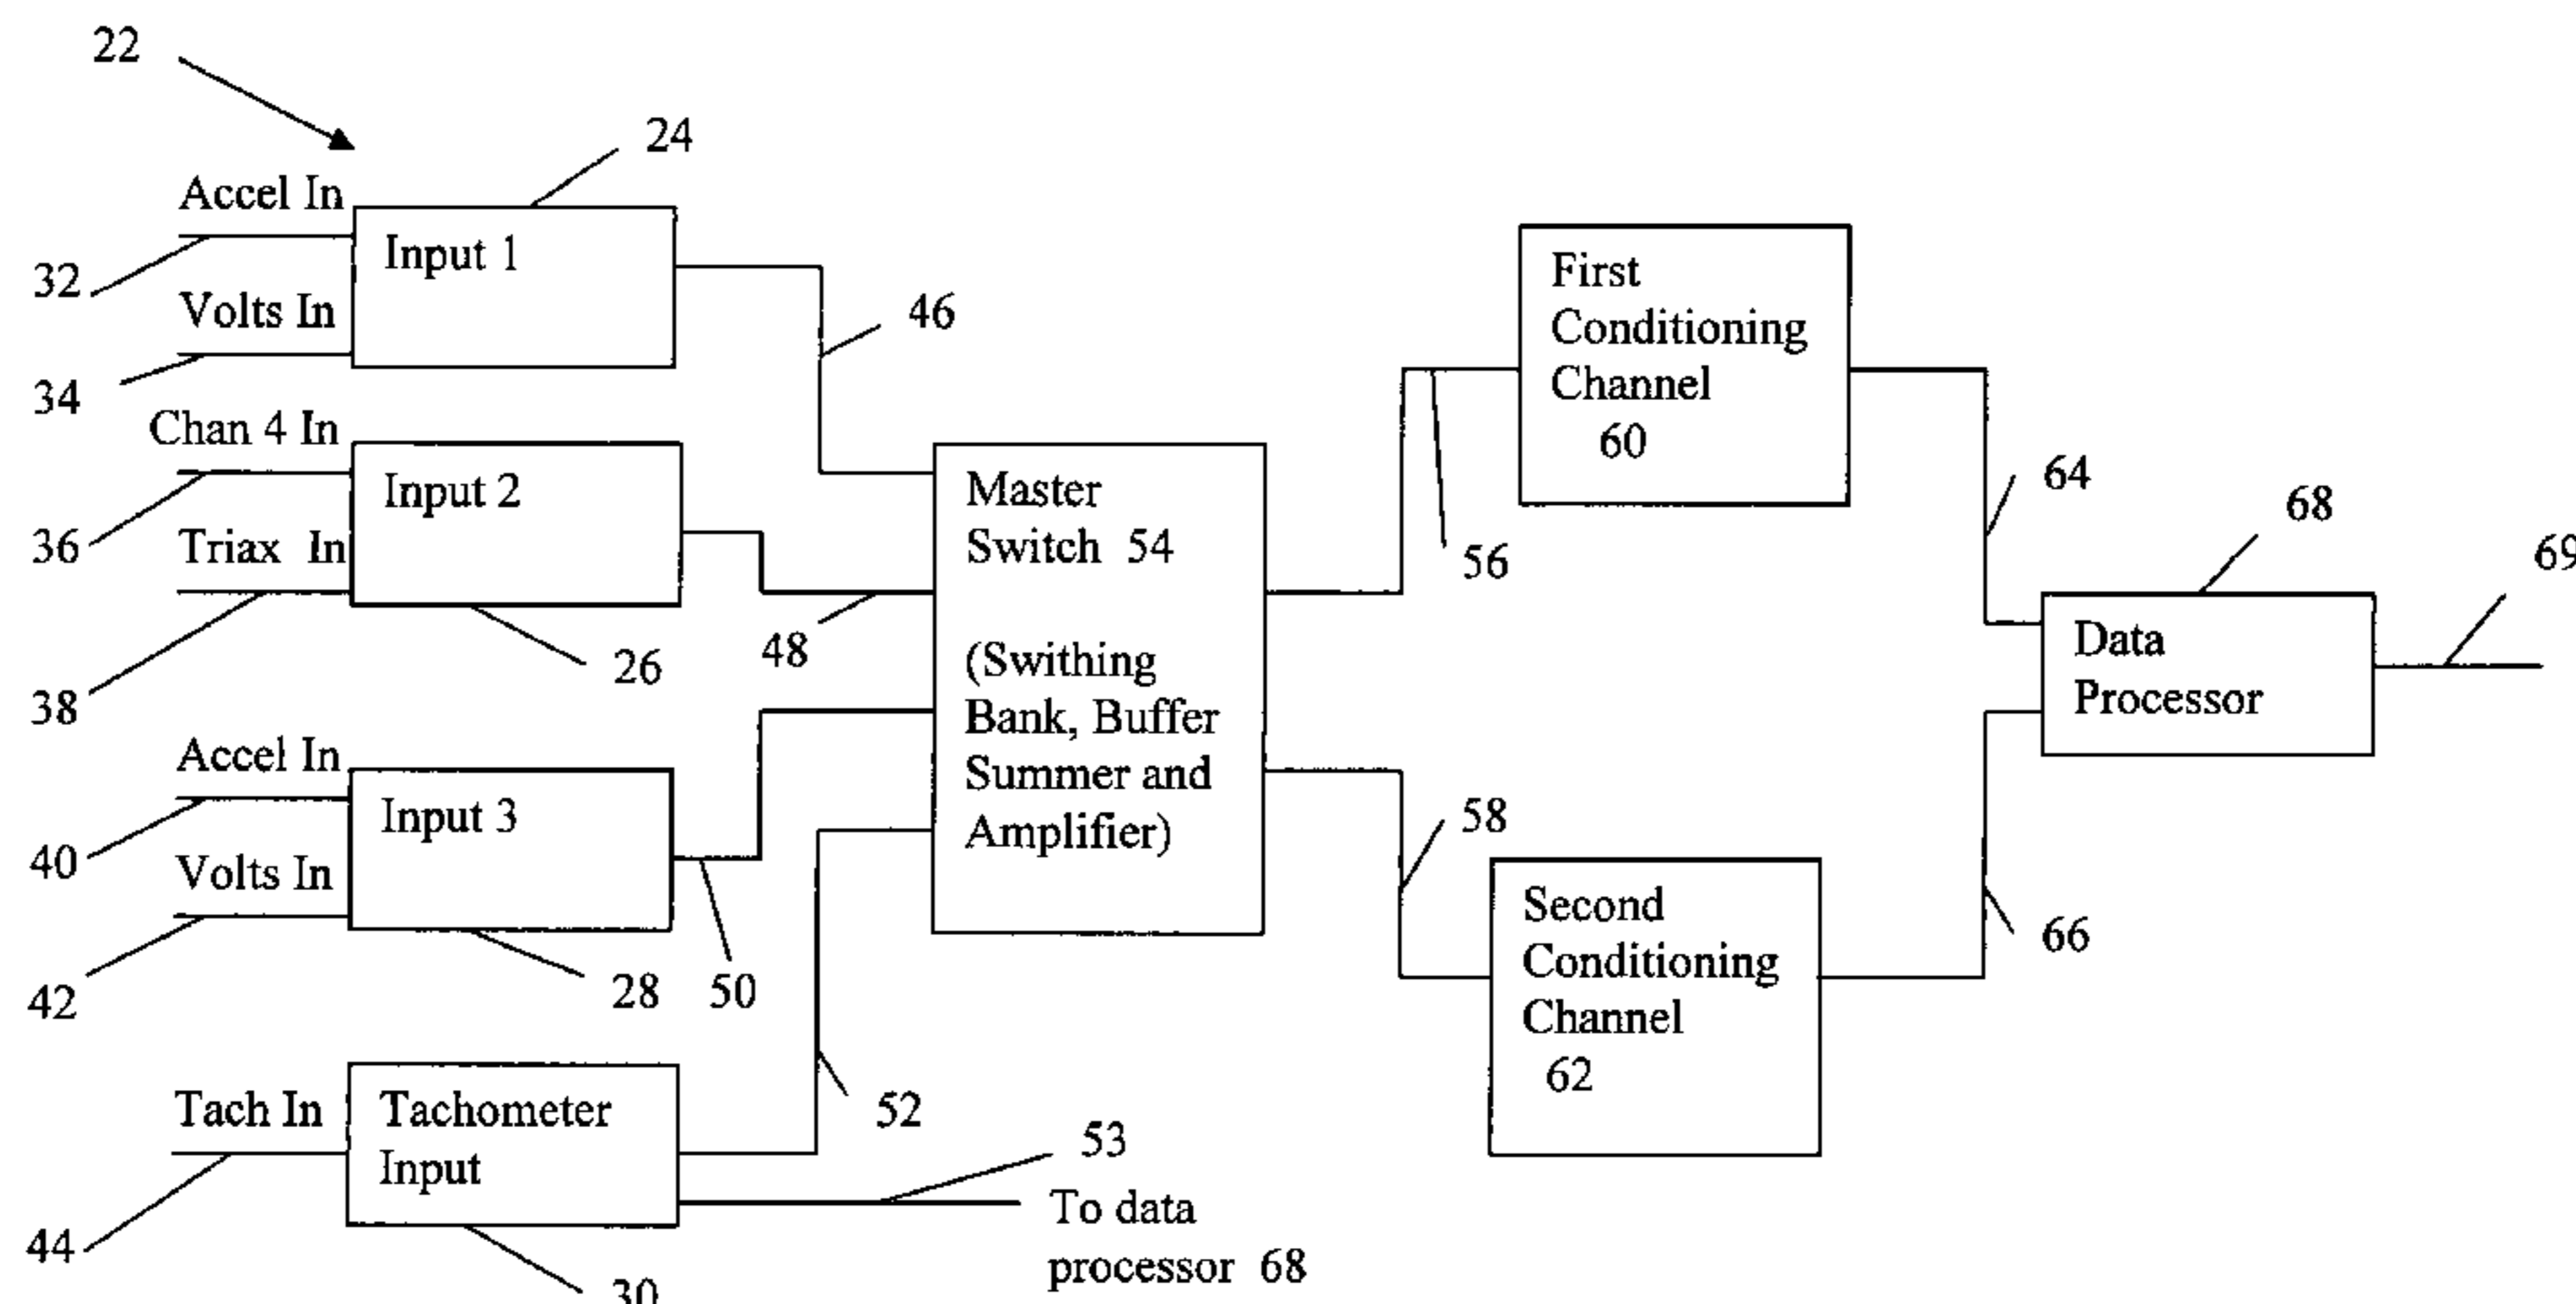 22
24
Accel In
Input 1
32
Volts In
34
46
Chan 4 In
Input 2
36
Triax In
38
26
48
Accel In
Input 3
40
Volts In
42
28
50
Tach In
Tachometer
Input
44
30
52
53
To data
processor 68
Master
Switch 54
(Swithing
Bank, Buffer
Summer and
Amplifier)
56
58
First
Conditioning
Channel
60
Second
Conditioning
Channel
62
64
66
68
Data
Processor
69